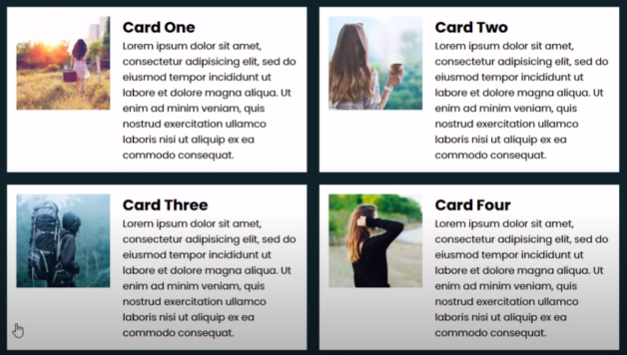 Card One
Lorem ipsum dolor sit amet,
consectetur adipisicing elit, sed do
eiusmod tempor incididunt ut
labore et dolore magna aliqua. Ut
enim ad minim veniam, quis
nostrud exercitation ullamco
laboris nisi ut aliquip ex ea
commodo consequat.
Card Two
Lorem ipsum dolor sit amet,
consectetur adipisicing elit, sed do
eiusmod tempor incididunt ut
labore et dolore magna aliqua. Ut
enim ad minim veniam, quis
nostrud exercitation ullamco
laboris nisi ut aliquip ex ea
commodo consequat.
Card Three
Lorem ipsum dolor sit amet,
consectetur adipisicing elit, sed do
eiusmod tempor incididunt ut
labore et dolore magna aliqua. Ut
enim ad minim veniam, quis
nostrud exercitation ullamco
laboris nisi ut aliquip ex ea
commodo consequat.
Card Four
Lorem ipsum dolor sit amet,
consectetur adipisicing elit, sed do
eiusmod tempor incididunt ut
labore et dolore magna aliqua. Ut
enim ad minim veniam, quis
nostrud exercitation ullamco
laboris nisi ut aliquip ex ea
commodo consequat.